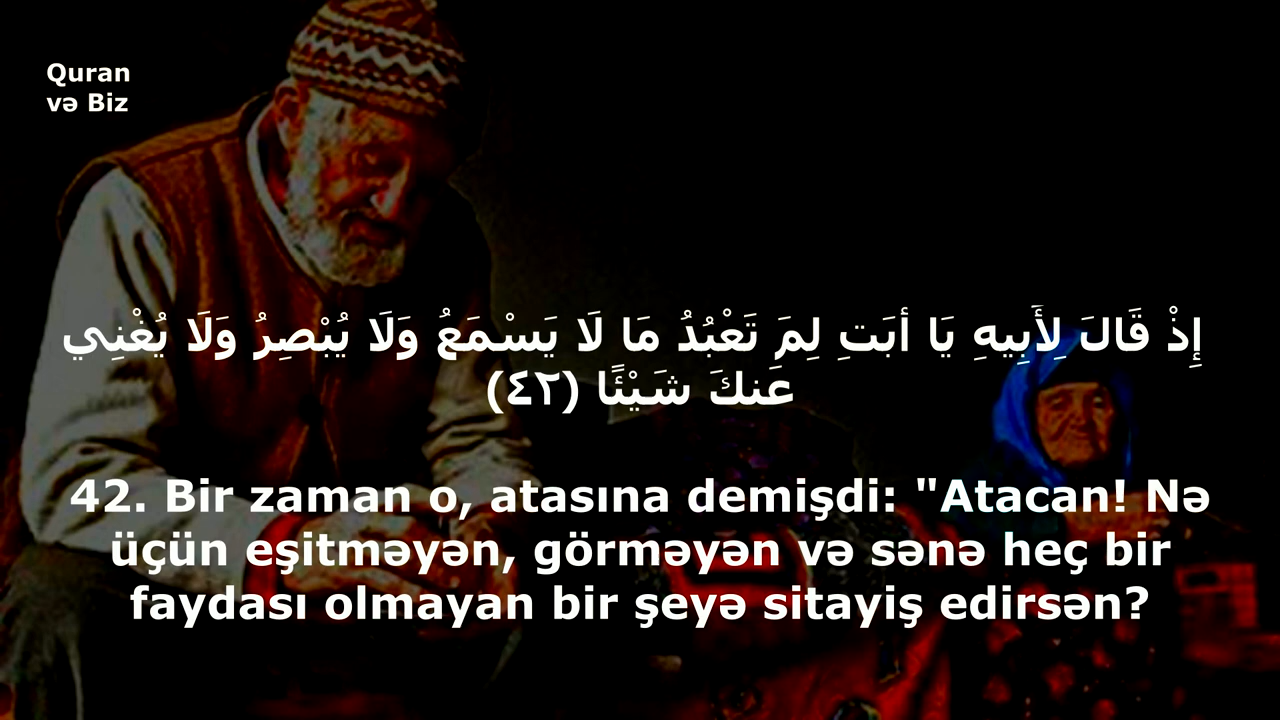 Quran
və Biz
إِذْ قَالَ لِأَبِيهِ يَا أَبَتِ لِمَ تَعْبُدُ مَا لَا يَسْمَعُ وَلَا يُبْصِرُ وَلَا يُغْنِي
عَنكَ شَيْئًا (٤٢)
42. Bir zaman o, atasına demişdi: "Atacan! Nə
üçün eşitməyən, görməyən və sənə heç bir
faydası olmayan bir şeyə sitayiş edirsən?